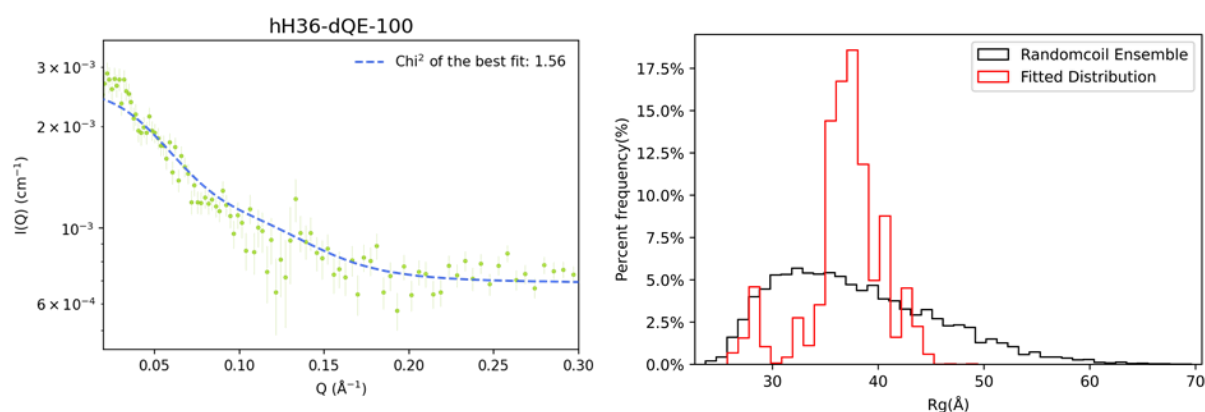 hH36-dQE-100
Chi² of the best fit: 1.56
3 × 10⁻³
2 × 10⁻³
10⁻³
6 × 10⁻⁴
I(Q) (cm⁻¹)
0.05 0.10 0.15 0.20 0.25 0.30
Q (Å⁻¹)
Randomcoil Ensemble
Fitted Distribution
17.5%
15.0%
12.5%
10.0%
7.5%
5.0%
2.5%
0.0%
Percent frequency(%)
30 40 50 60 70
Rg(Å)